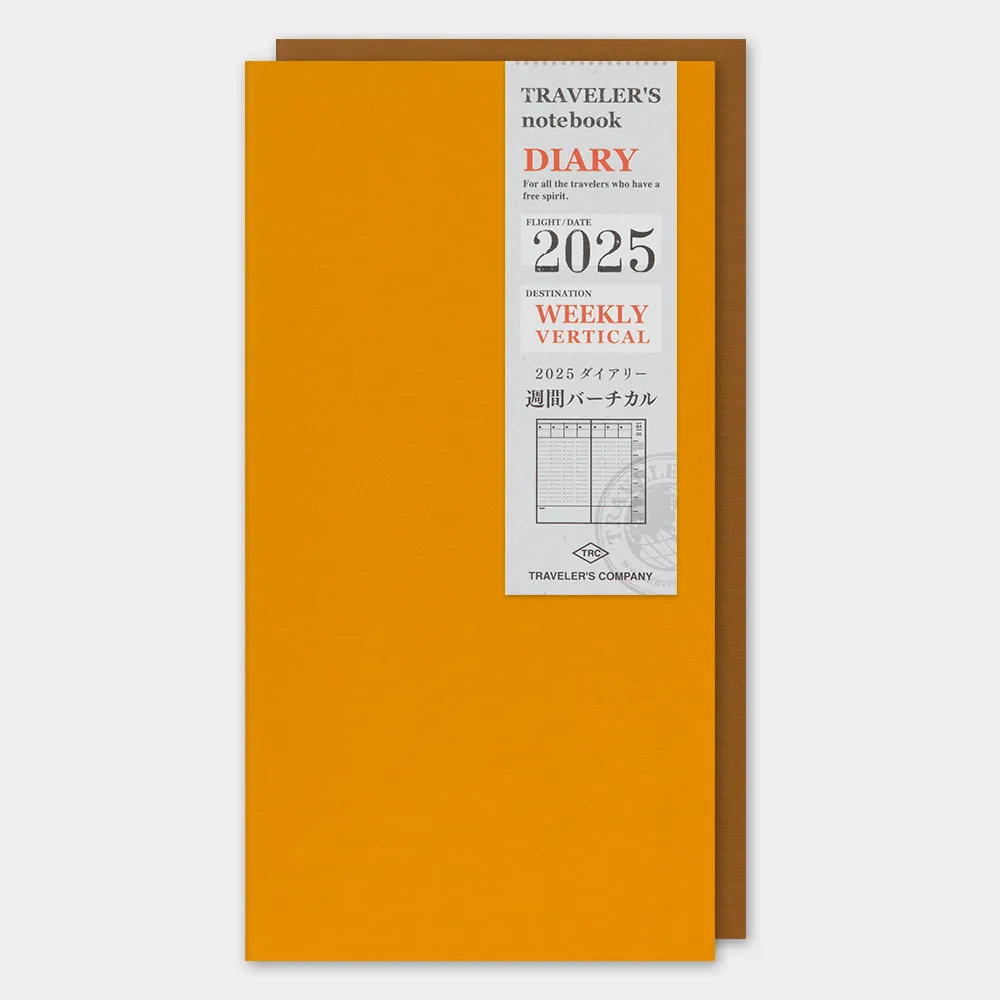 TRAVELER'S
notebook
DIARY
For all the travelers who have a
free spirit.
FLIGHT/DATE
2025
DESTINATION
WEEKLY
VERTICAL
2025 ダイアリー
週間バーチカル
TRC
TRAVELER'S COMPANY